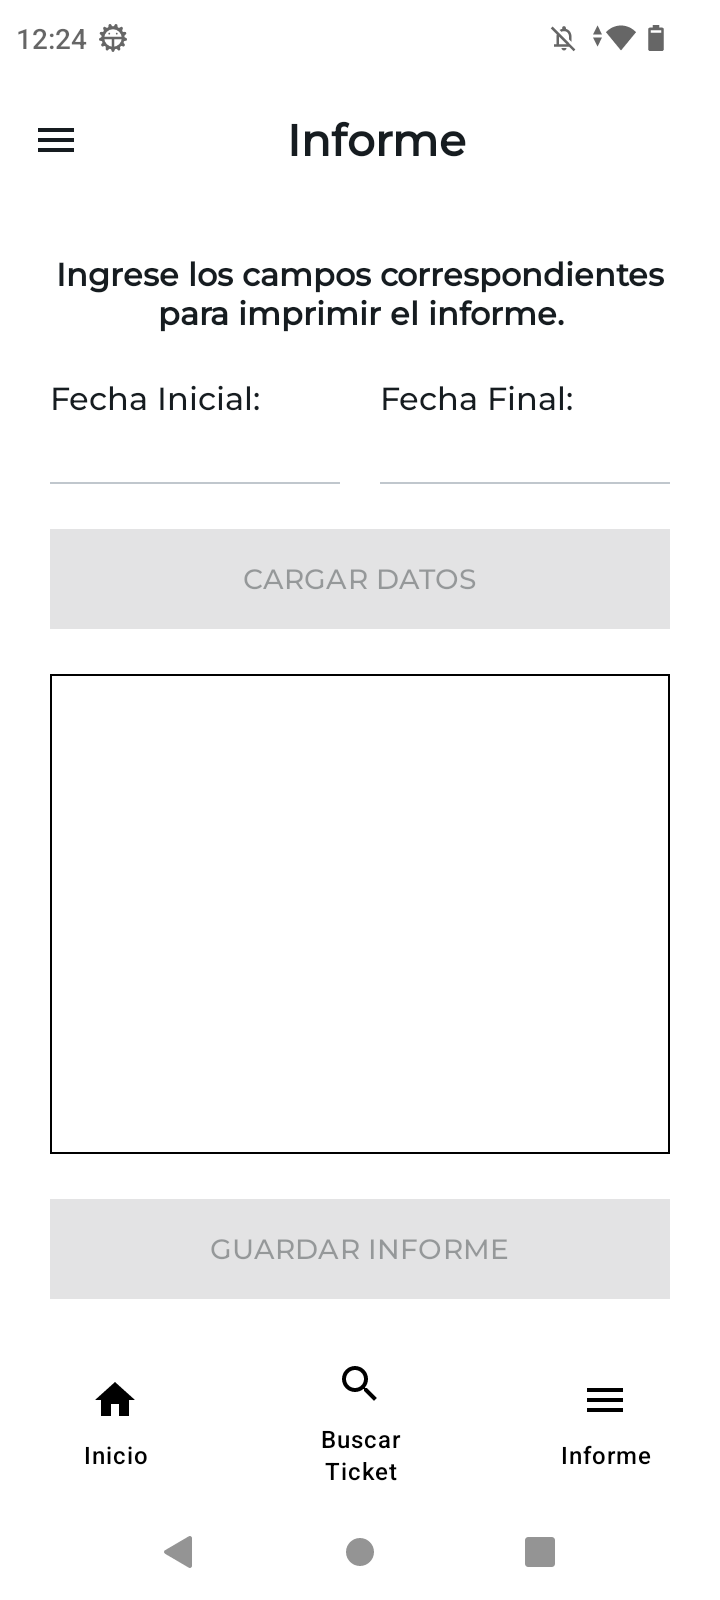 12:24
Informe
Ingrese los campos correspondientes
para imprimir el informe.
Fecha Inicial:
Fecha Final:
CARGAR DATOS
GUARDAR INFORME
Inicio
Buscar
Ticket
Informe